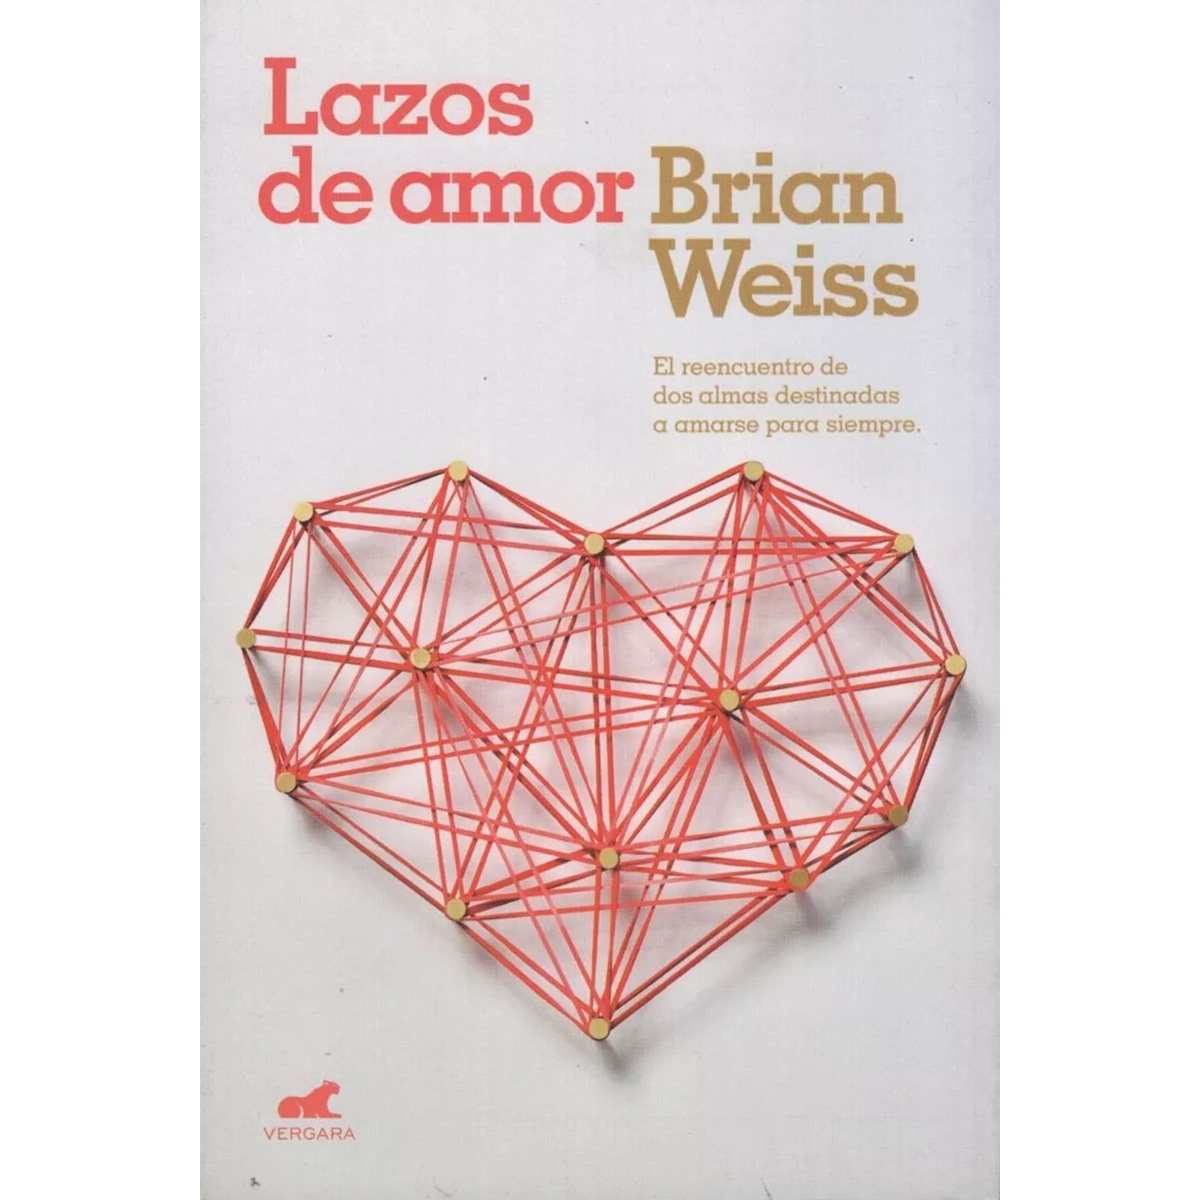 Lazos
de amor
Brian
Weiss
El reencuentro de
dos almas destinadas
a amarse para siempre.
VERGARA